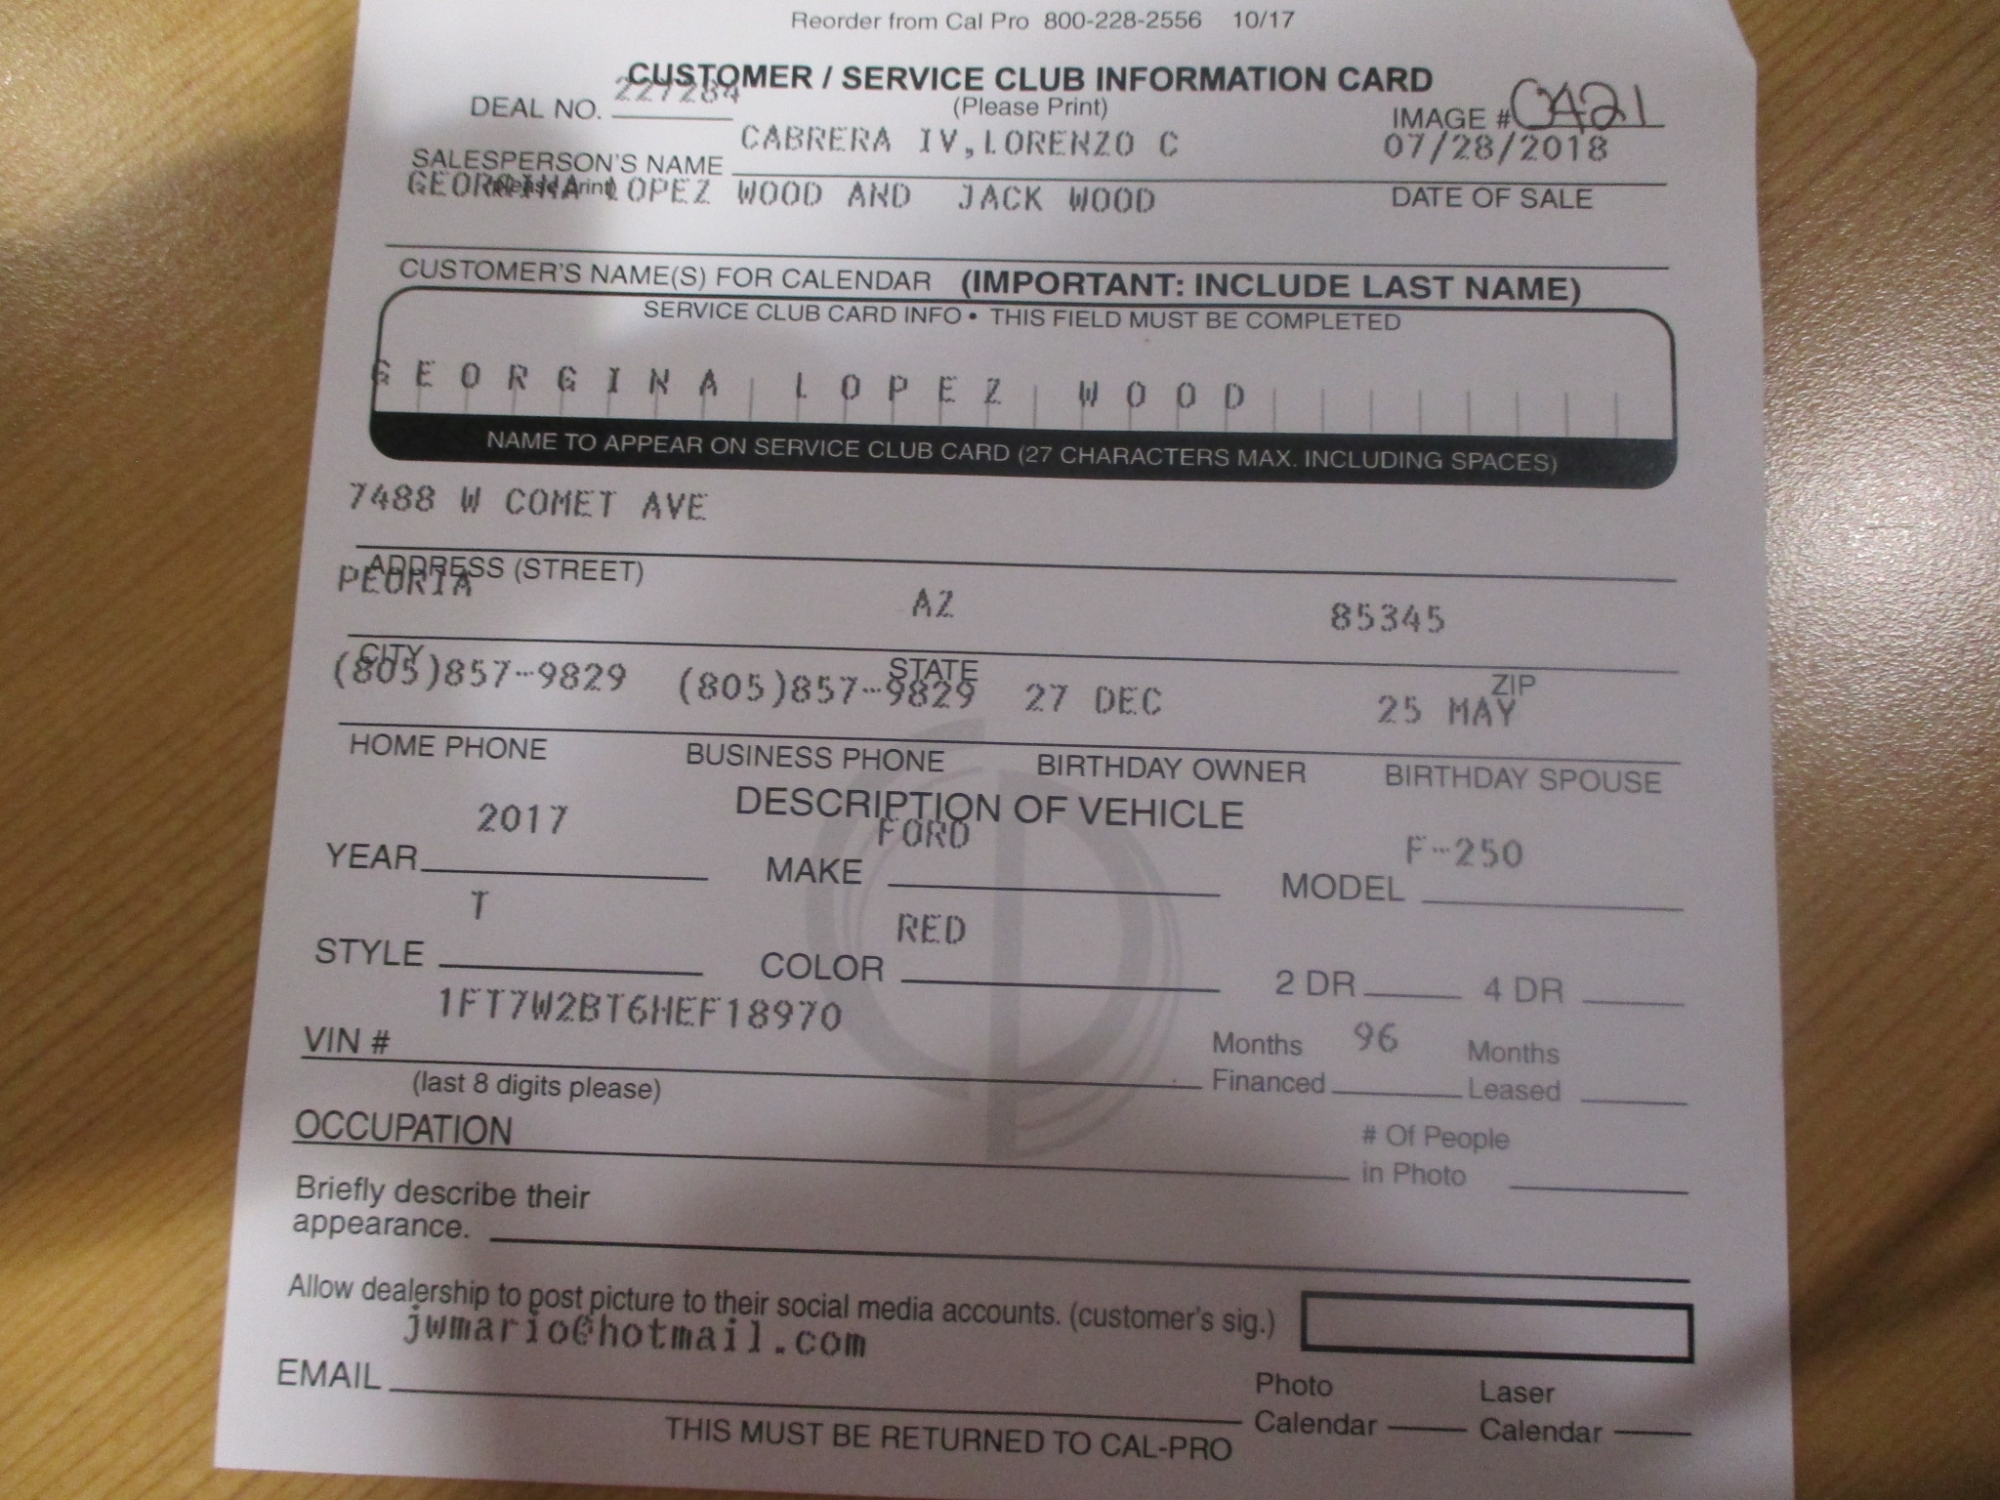 Reorder from Cal Pro 800-228-2556 10/17
CUSTOMER / SERVICE CLUB INFORMATION CARD
(Please Print)
DEAL NO. 227284
IMAGE # CA21
SALESPERSON'S NAME CABRERA IV,LORENZO C 07/28/2018
(Please Print)
GEORGINA LOPEZ WOOD AND JACK WOOD
DATE OF SALE
CUSTOMER'S NAME(S) FOR CALENDAR (IMPORTANT: INCLUDE LAST NAME)
SERVICE CLUB CARD INFO • THIS FIELD MUST BE COMPLETED
GEORGINA LOPEZ WOOD
NAME TO APPEAR ON SERVICE CLUB CARD (27 CHARACTERS MAX. INCLUDING SPACES)
7488 W COMET AVE
ADDRESS (STREET)
PEORIA AZ 85345
CITY STATE ZIP
(805)857-9829 (805)857-9829 27 DEC 25 MAY
HOME PHONE BUSINESS PHONE BIRTHDAY OWNER BIRTHDAY SPOUSE
DESCRIPTION OF VEHICLE
YEAR 2017 MAKE FORD MODEL F-250
STYLE T COLOR RED 2 DR 4 DR
VIN # 1FT7W2BT6HEF18970
(last 8 digits please)
Months Financed 96 Months Leased
OCCUPATION
# Of People in Photo
Briefly describe their
appearance.
Allow dealership to post picture to their social media accounts. (customer's sig.)
EMAIL jwmario@hotmail.com
Photo Calendar Laser Calendar
THIS MUST BE RETURNED TO CAL-PRO